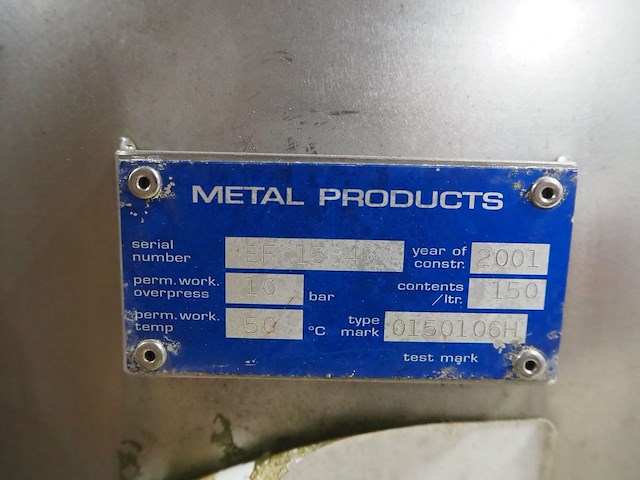 METAL PRODUCTS
serial number EF year of constr. 2001
perm.work. overpress 10 bar contents /ltr. 150
perm.work. temp 50 °C type mark 0150106H
test mark